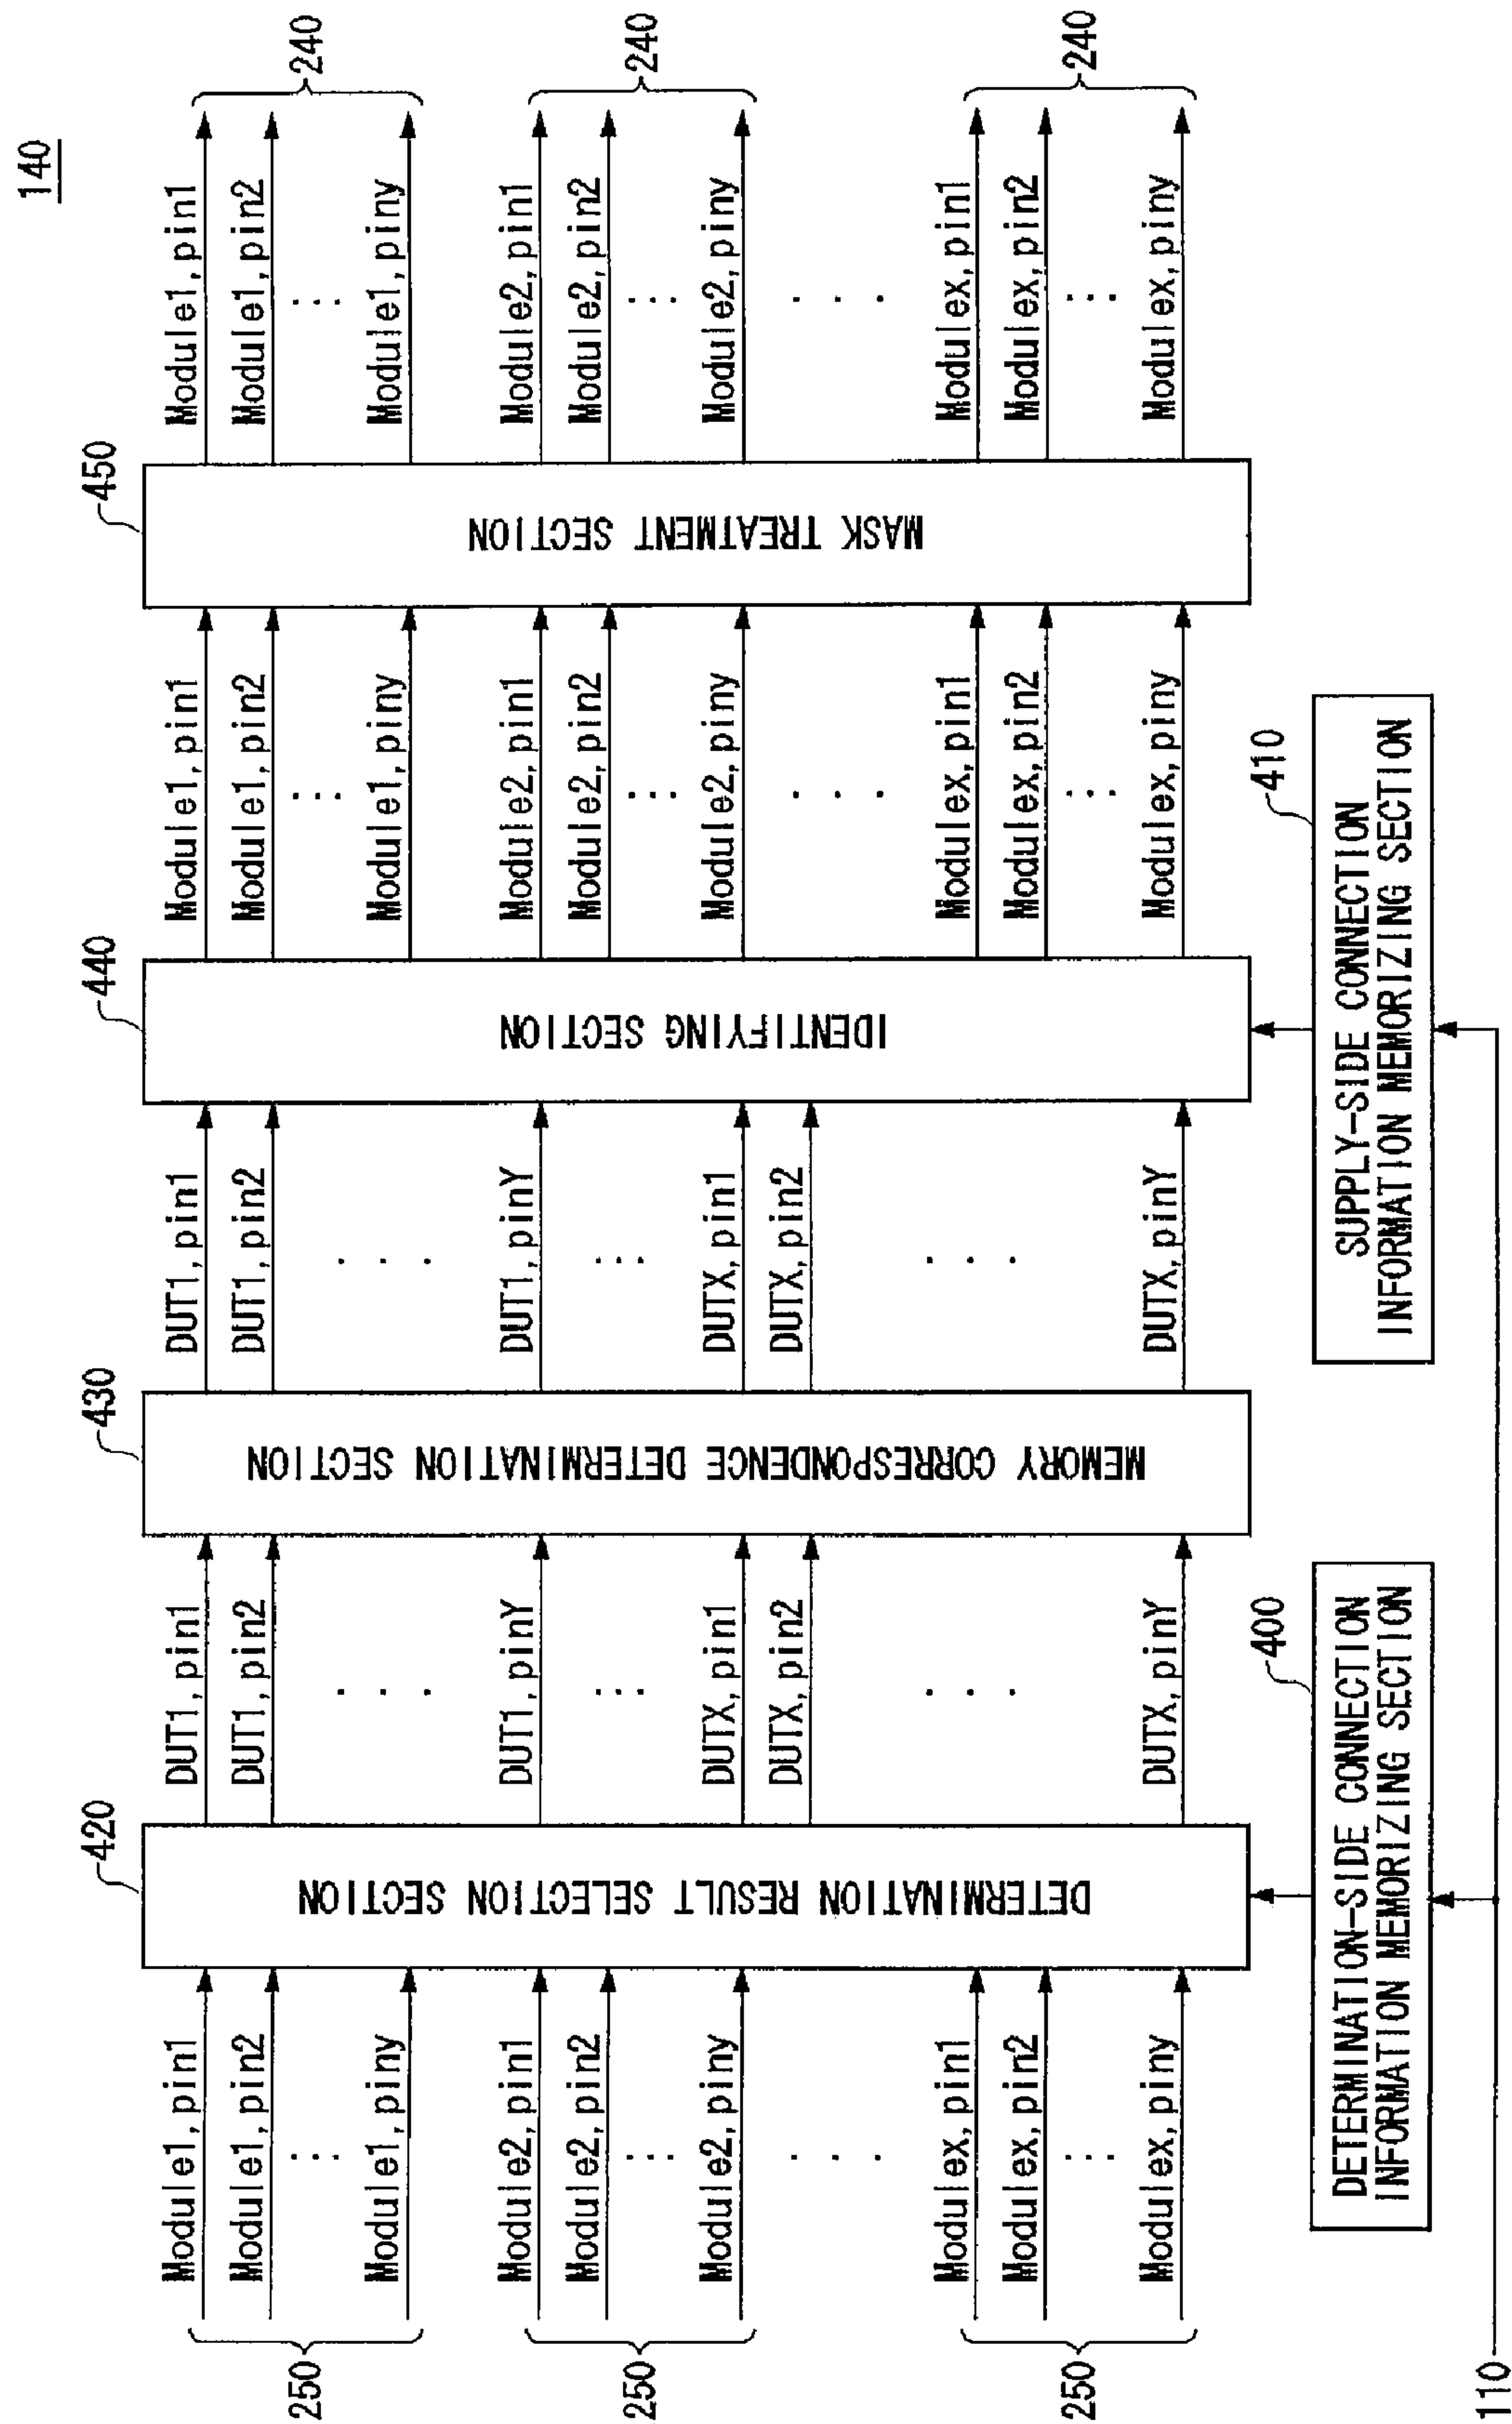 140
250
250
250
Module1,pin1
Module1,pin2
...
Module1,piny
Module2,pin1
Module2,pin2
...
Module2,piny
. . .
Modulex,pin1
Modulex,pin2
...
Modulex,piny
420
DETERMINATION RESULT SELECTION SECTION
DUT1,pin1
DUT1,pin2
. . .
DUT1,pinY
...
DUTX,pin1
DUTX,pin2
. . .
DUTX,pinY
430
MEMORY CORRESPONDENCE DETERMINATION SECTION
DUT1,pin1
DUT1,pin2
. . .
DUT1,pinY
...
DUTX,pin1
DUTX,pin2
. . .
DUTX,pinY
440
IDENTIFYING SECTION
Module1,pin1
Module1,pin2
...
Module1,piny
Module2,pin1
Module2,pin2
...
Module2,piny
. . .
Modulex,pin1
Modulex,pin2
...
Modulex,piny
450
MASK TREATMENT SECTION
Module1,pin1
Module1,pin2
...
Module1,piny
Module2,pin1
Module2,pin2
...
Module2,piny
. . .
Modulex,pin1
Modulex,pin2
...
Modulex,piny
240
240
240
400
DETERMINATION-SIDE CONNECTION
INFORMATION MEMORIZING SECTION
410
SUPPLY-SIDE CONNECTION
INFORMATION MEMORIZING SECTION
110